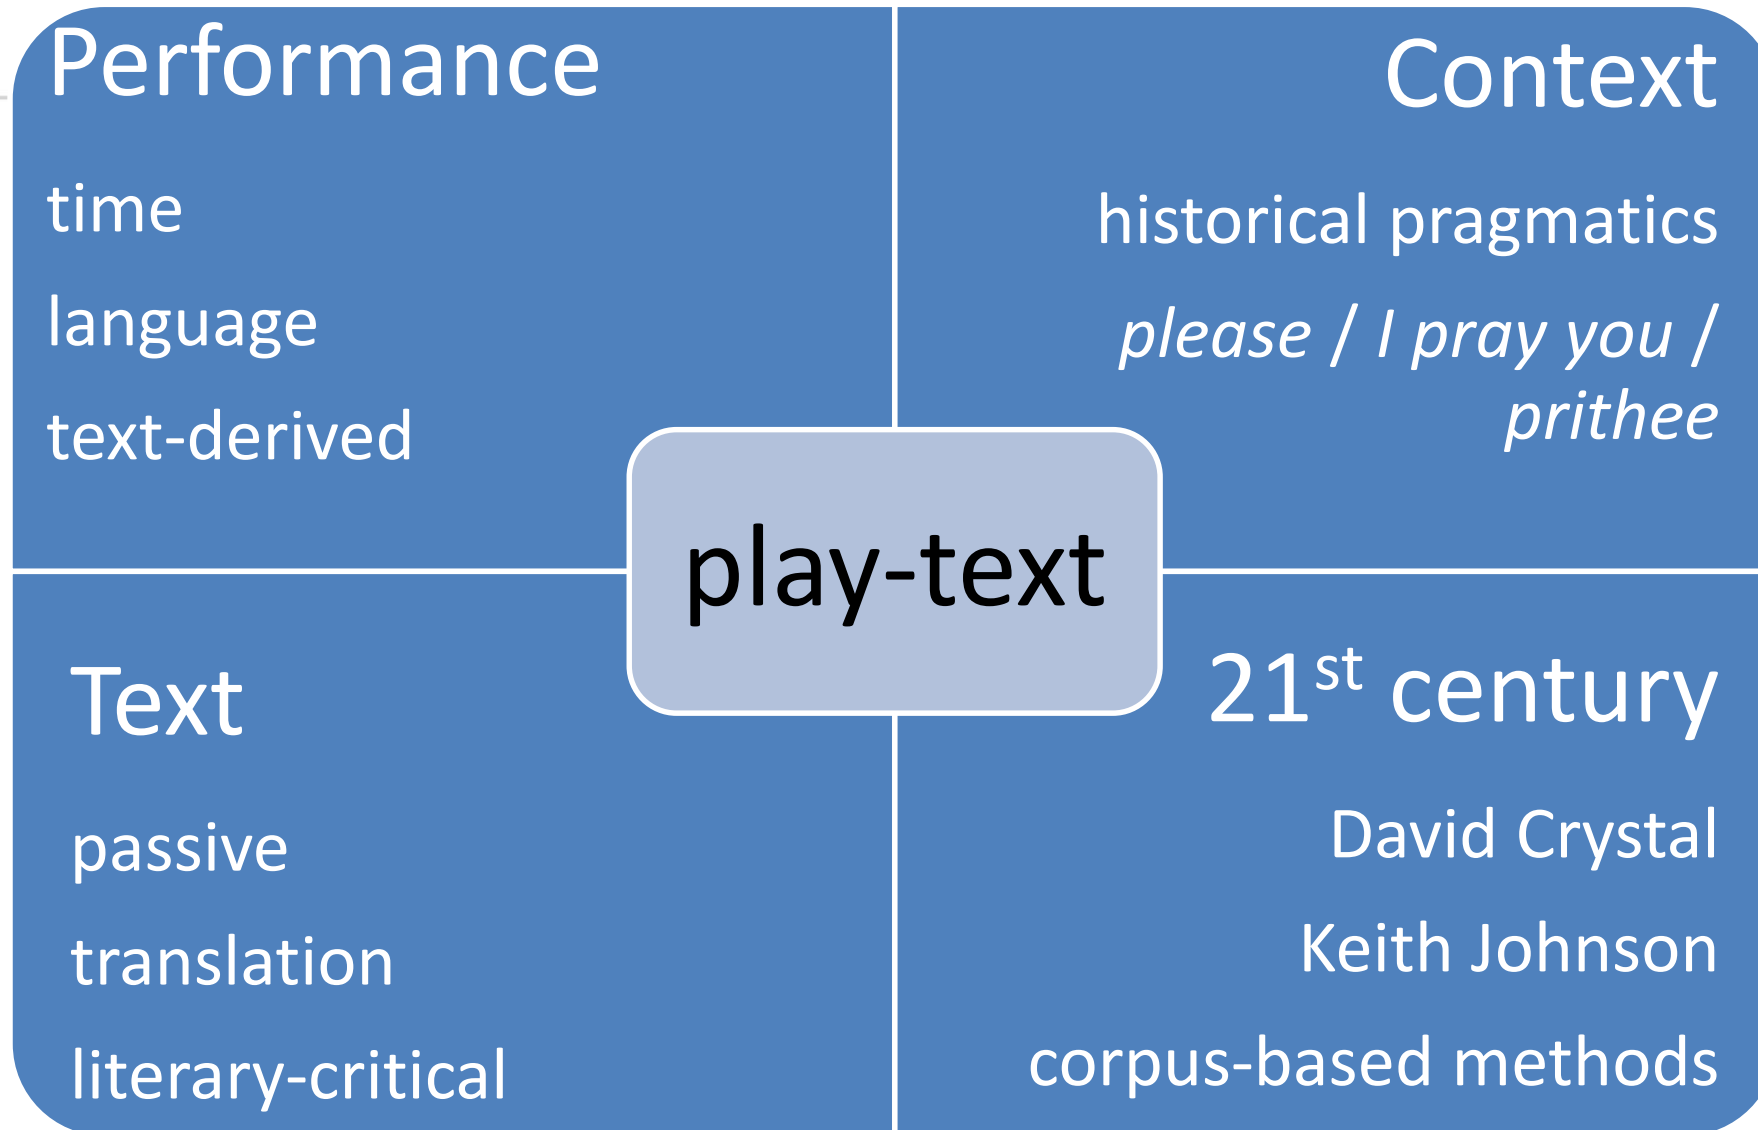 Performance
time
language
text-derived
Context
historical pragmatics
please / I pray you /
prithee
play-text
Text
passive
translation
literary-critical
21st century
David Crystal
Keith Johnson
corpus-based methods